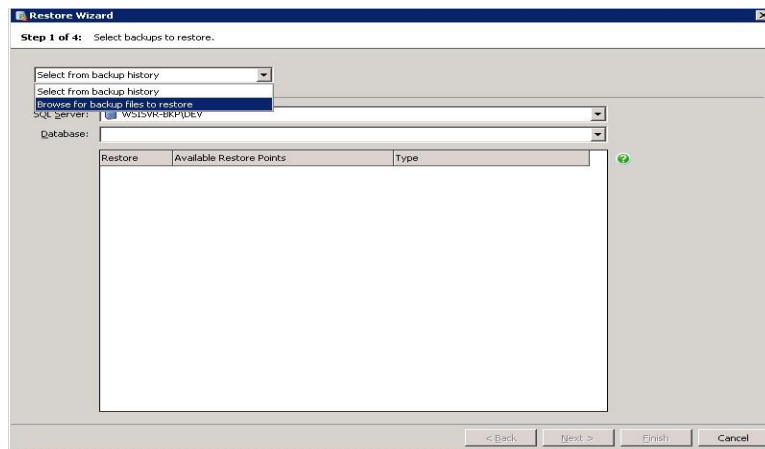 Restore Wizard
Step 1 of 4: Select backups to restore.
Select from backup history
Select from backup history
Browse for backup files to restore
SQL Server: WSISVR-BKP\DEV
Database:
Restore Available Restore Points Type
< Back Next > Finish Cancel